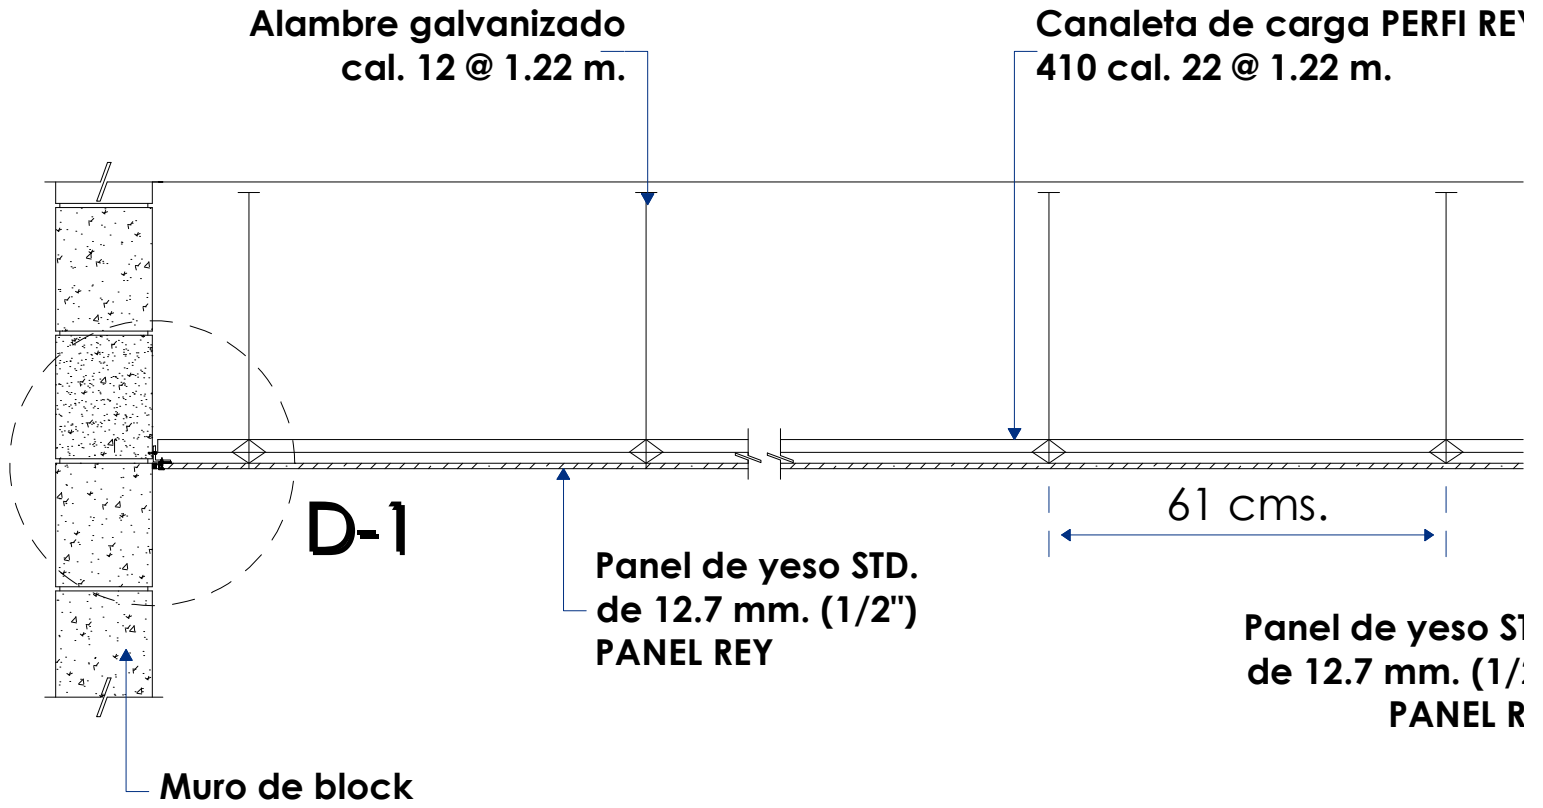 Alambre galvanizado
cal. 12 @ 1.22 m.
Canaleta de carga PERFI
410 cal. 22 @ 1.22 m.
61 cms.
D-1
Panel de yeso STD.
de 12.7 mm. (1/2")
PANEL REY
Panel de yeso
de 12.7 mm.
PANEL
Muro de block